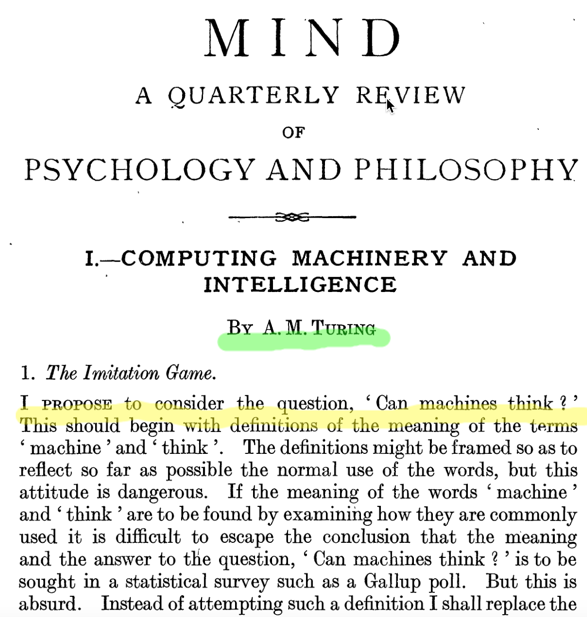 MIND
A QUARTERLY REVIEW
OF
PSYCHOLOGY AND PHILOSOPHY
I.—COMPUTING MACHINERY AND
INTELLIGENCE
BY A. M. TURING
1. The Imitation Game.
I PROPOSE to consider the question, ‘ Can machines think ? ’
This should begin with definitions of the meaning of the terms
‘ machine ’ and ‘ think ’. The definitions might be framed so as to
reflect so far as possible the normal use of the words, but this
attitude is dangerous. If the meaning of the words ‘ machine ’
and ‘ think ’ are to be found by examining how they are commonly
used it is difficult to escape the conclusion that the meaning
and the answer to the question, ‘ Can machines think ? ’ is to be
sought in a statistical survey such as a Gallup poll. But this is
absurd. Instead of attempting such a definition I shall replace the